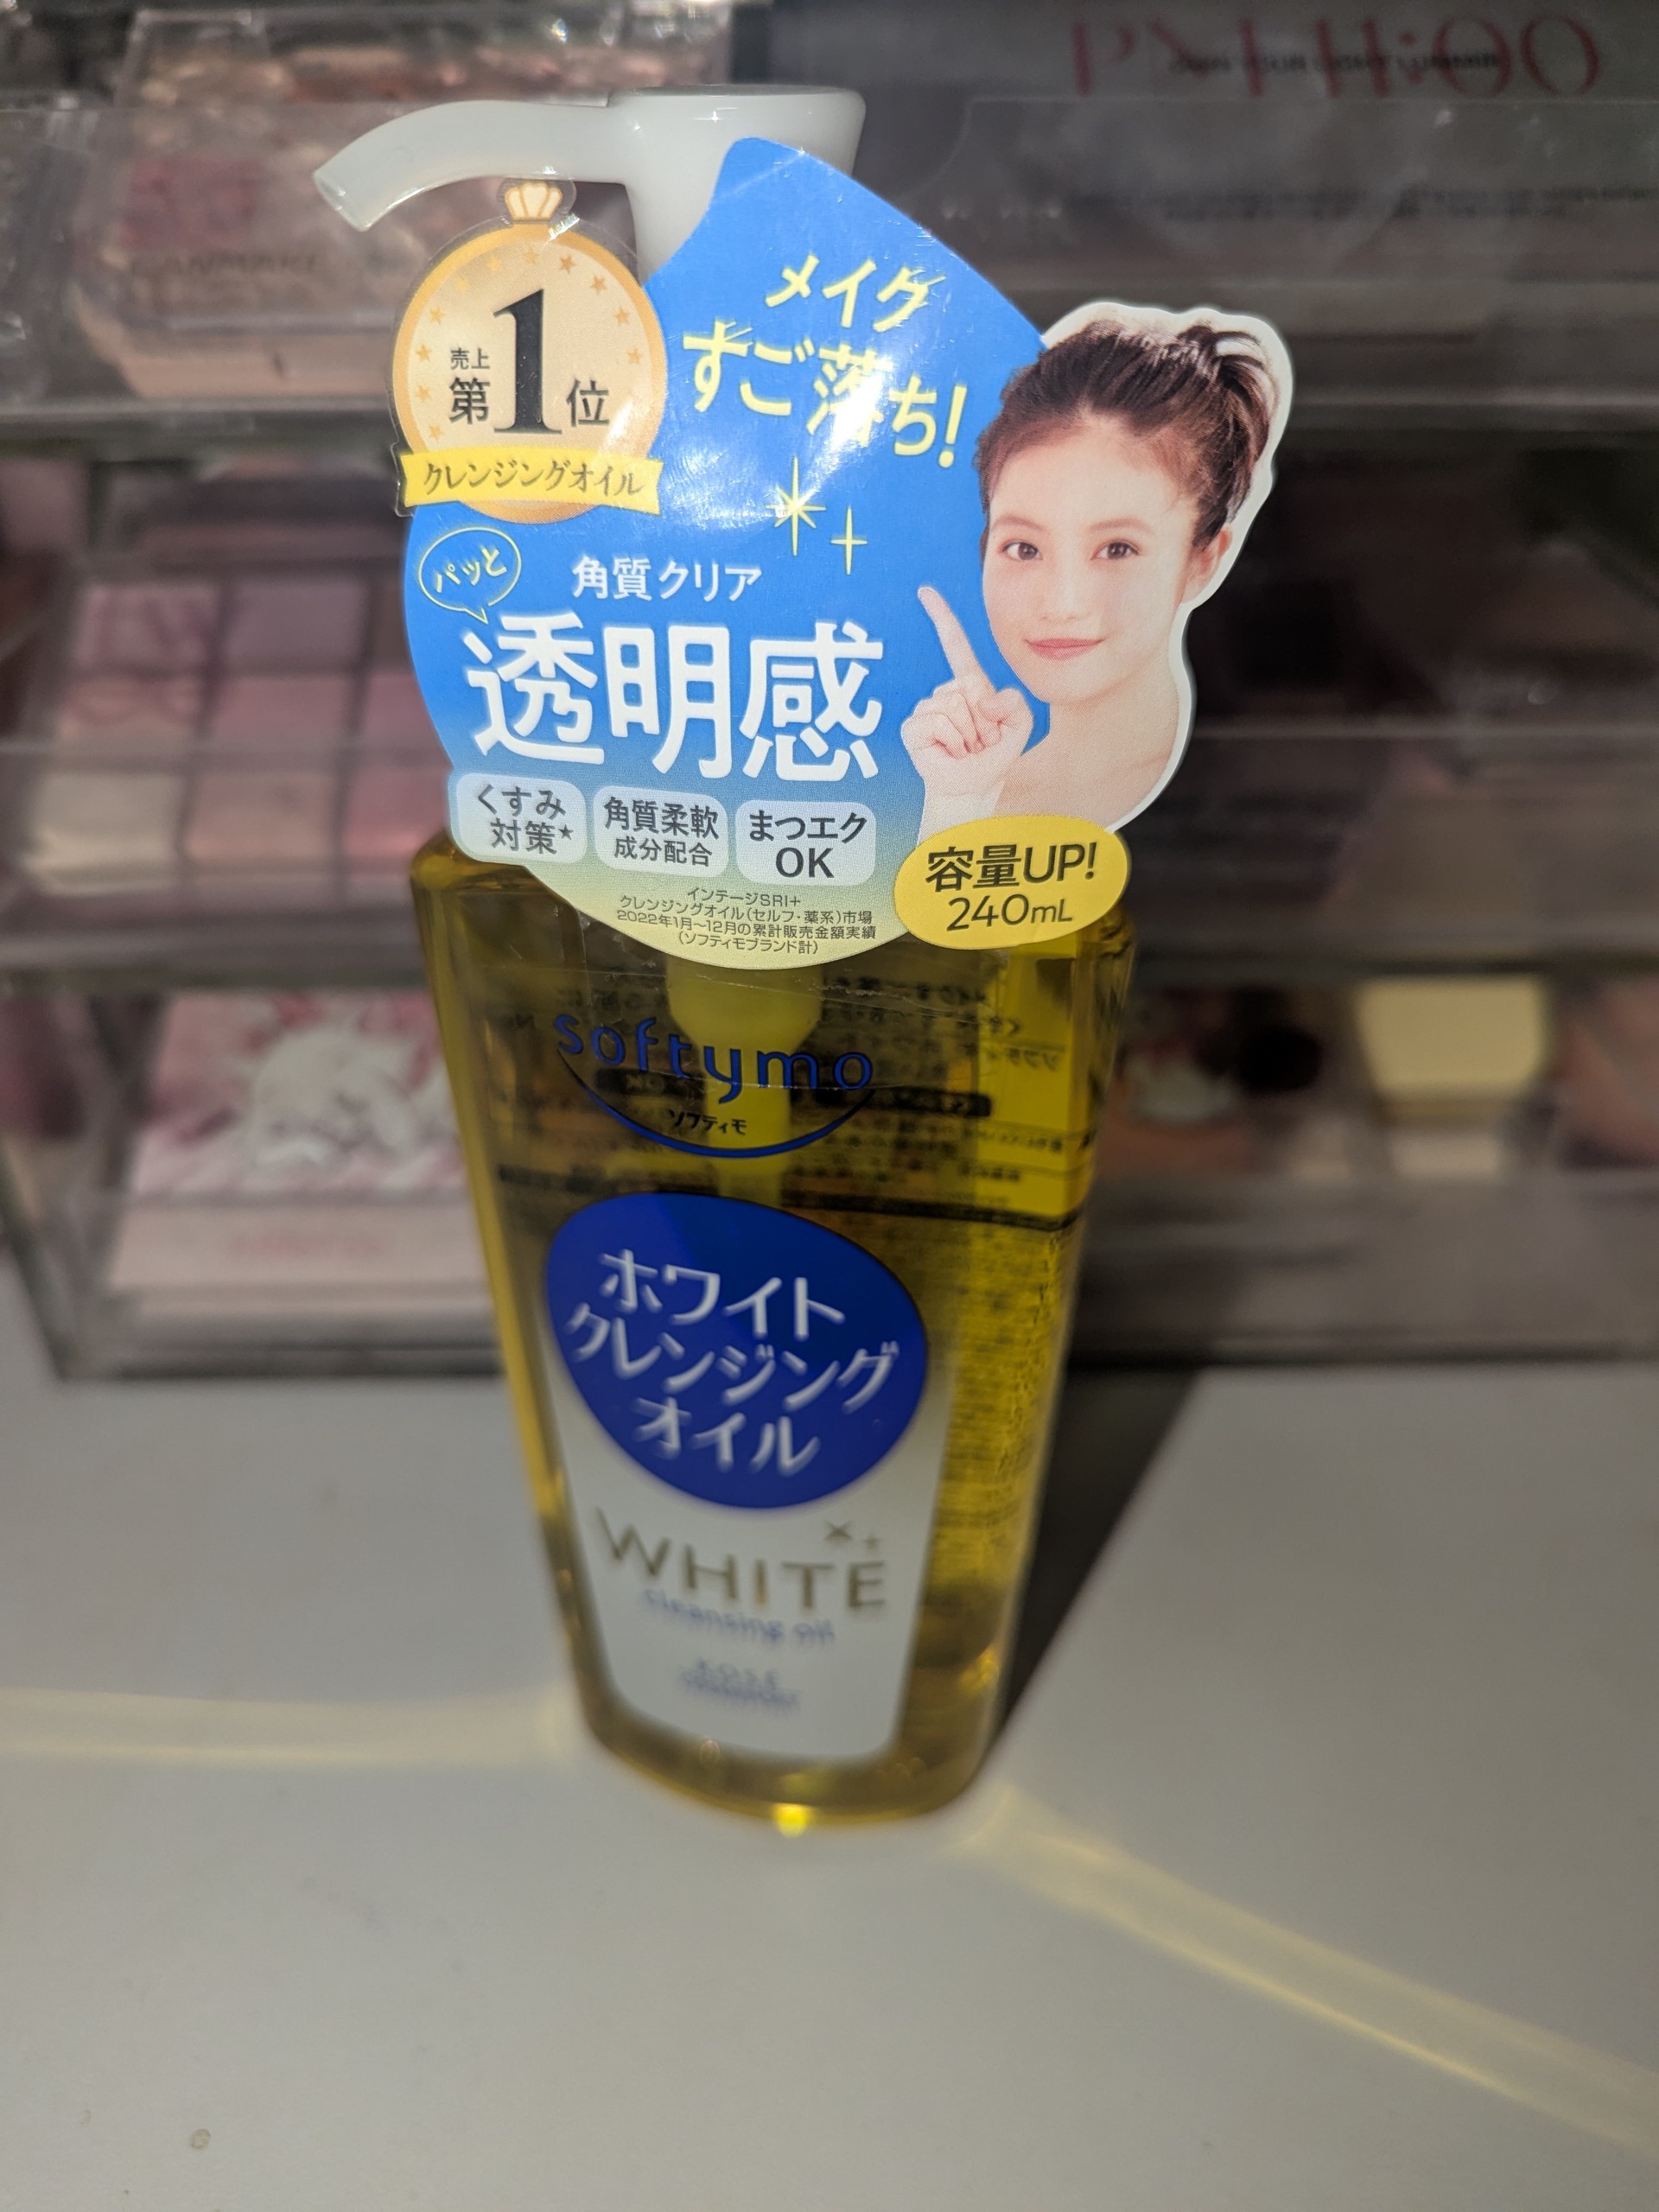 売上
第1位
クレンジングオイル
メイク
すご落ち!
パッと
角質クリア
透明感
くすみ
対策★
角質柔軟
成分配合
まつエク
OK
容量UP!
240mL
インテージSRI+
クレンジングオイル(セルフ・薬系)市場
2022年1月~12月の累計販売金額実績
(ソフティモブランド計)
softymo
ソフティモ
ホワイト
クレンジング
オイル
WHITE
cleansing oil
KOSÉ